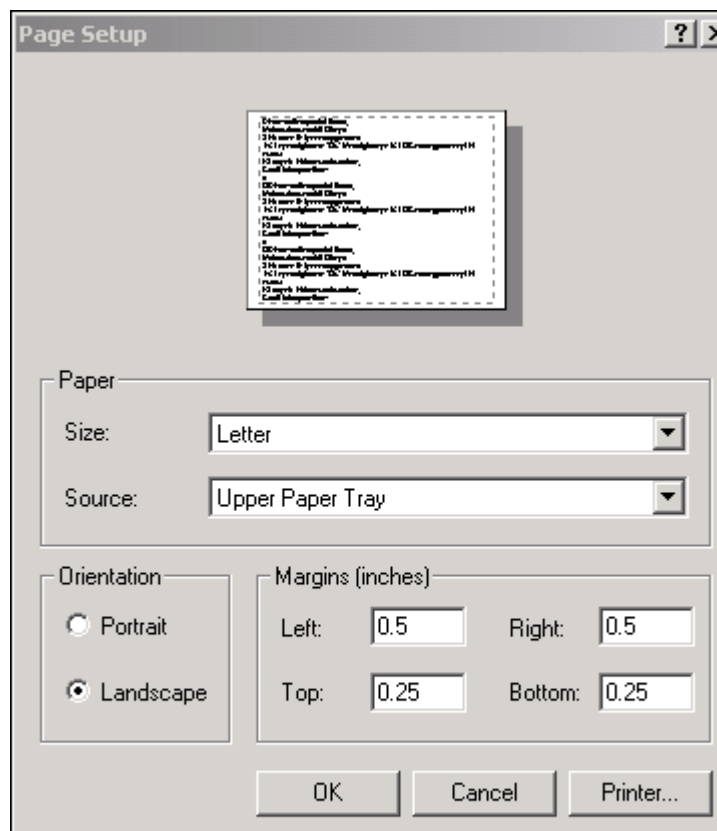 Page Setup
Paper
Size: Letter
Source: Upper Paper Tray
Orientation
Portrait
Landscape
Margins (inches)
Left: 0.5 Right: 0.5
Top: 0.25 Bottom: 0.25
OK Cancel Printer...